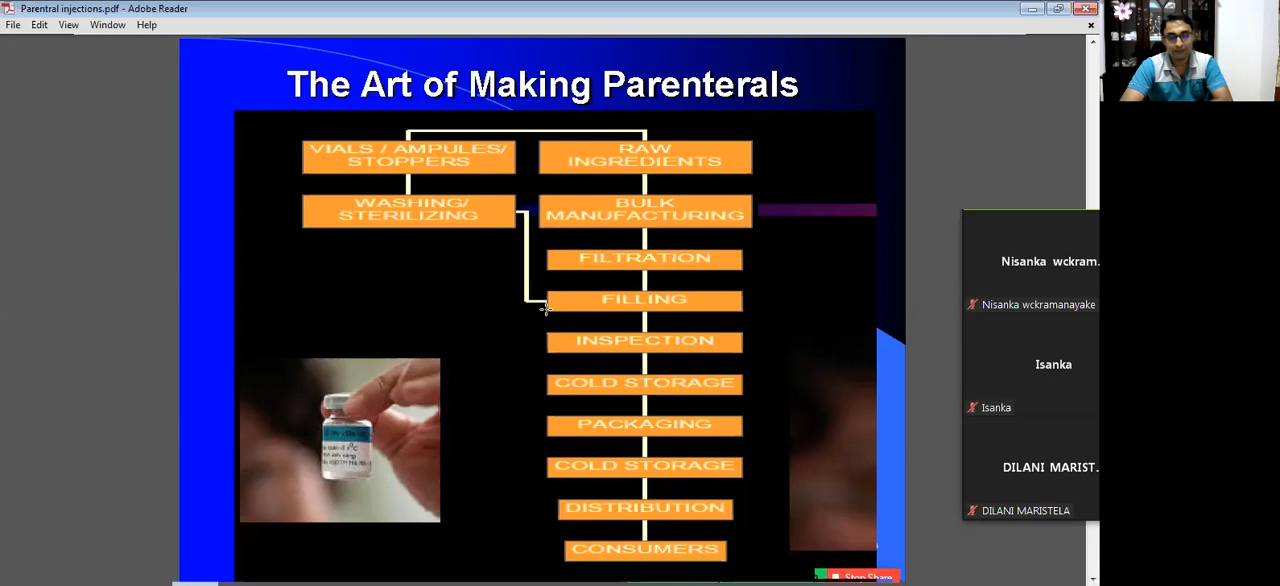 Parentral injections.pdf - Adobe Reader
File Edit View Window Help
The Art of Making Parenterals
VIALS / AMPULES/
STOPPERS
RAW
INGREDIENTS
WASHING/
STERILIZING
BULK
MANUFACTURING
FILTRATION
FILLING
INSPECTION
COLD STORAGE
PACKAGING
COLD STORAGE
DISTRIBUTION
CONSUMERS
Nisanka wckram.
Nisanka wckramanayake
Isanka
Isanka
DILANI MARIST..
DILANI MARISTELA
Stop Share